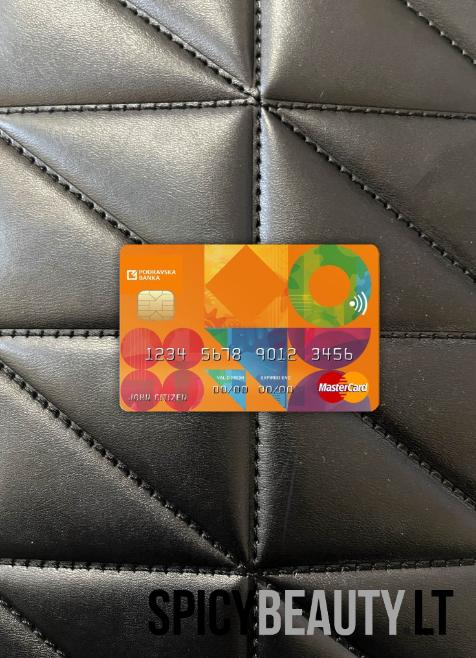 PODRAVSKA
BANKA
1234 5678 9012 3456
VALID FROM
EXPIRES END
00/00 00/00
JOHN CITIZEN
MasterCard
SPICYBEAUTY LT